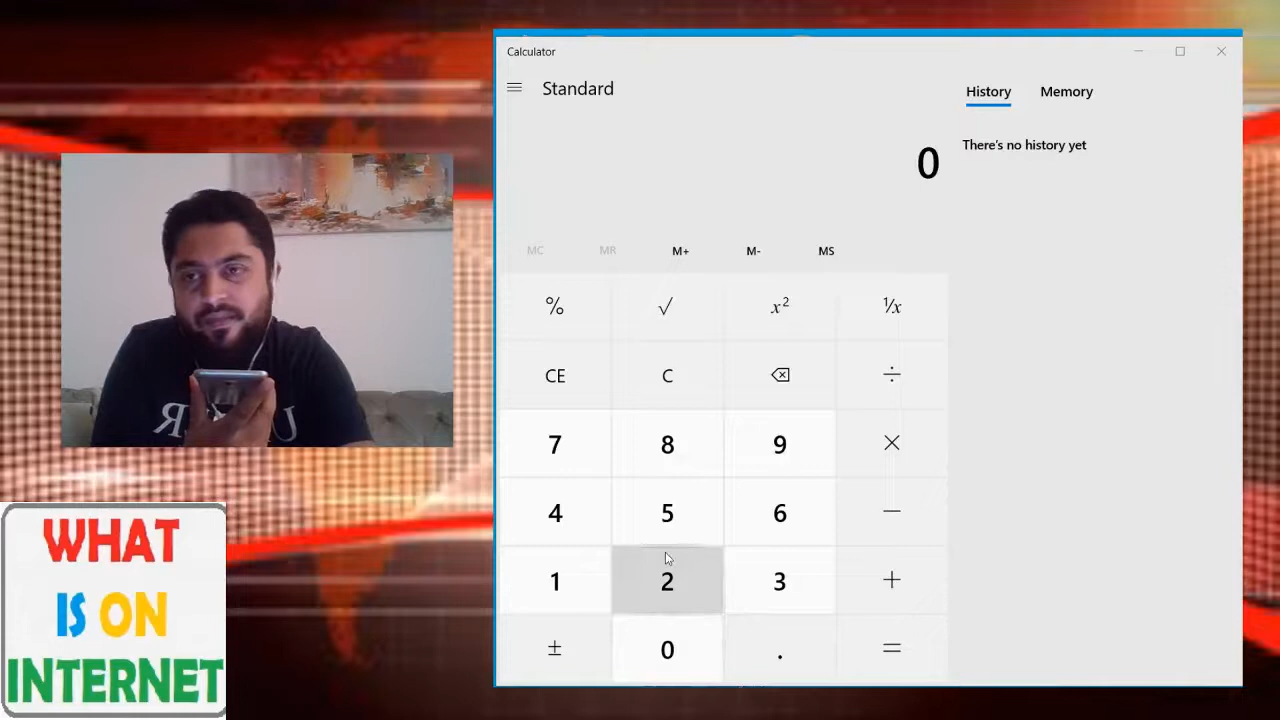 Calculator
Standard
History Memory
0
There's no history yet
MC MR M+ M- MS
% √ x² ¹/x
CE C ÷
7 8 9 ×
4 5 6 −
1 2 3 +
± 0 . =
WHAT
IS ON
INTERNET